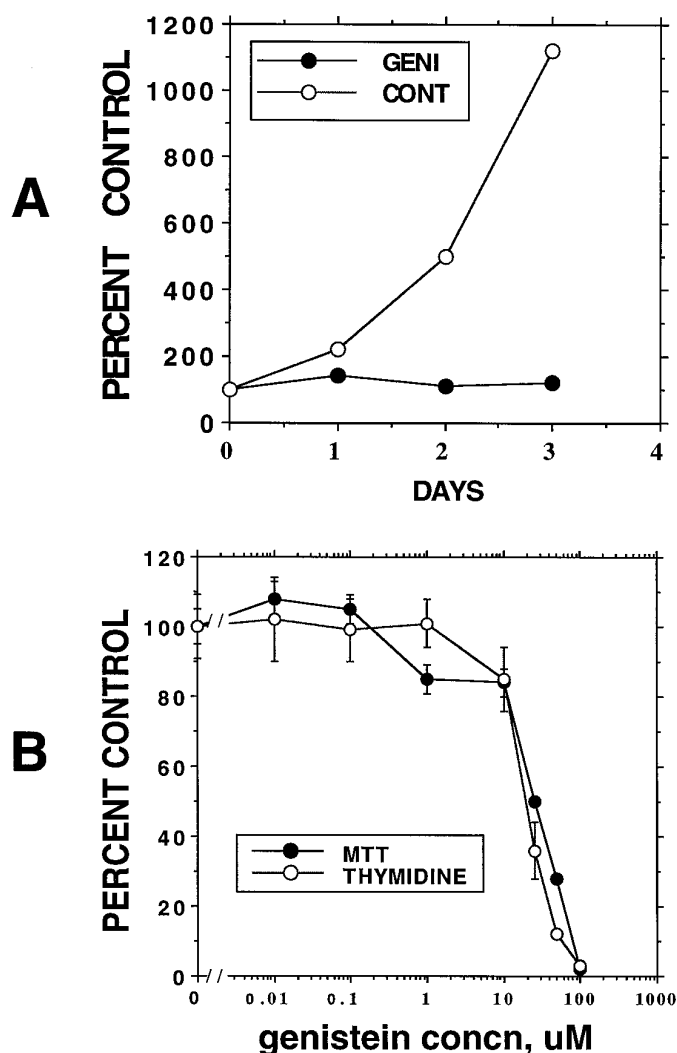 A
PERCENT CONTROL
1200
1000
800
600
400
200
0
GENI
CONT
0 1 2 3 4
DAYS
B
PERCENT CONTROL
120
100
80
60
40
20
0
MTT
THYMIDINE
0 0.01 0.1 1 10 100 1000
genistein concn, uM